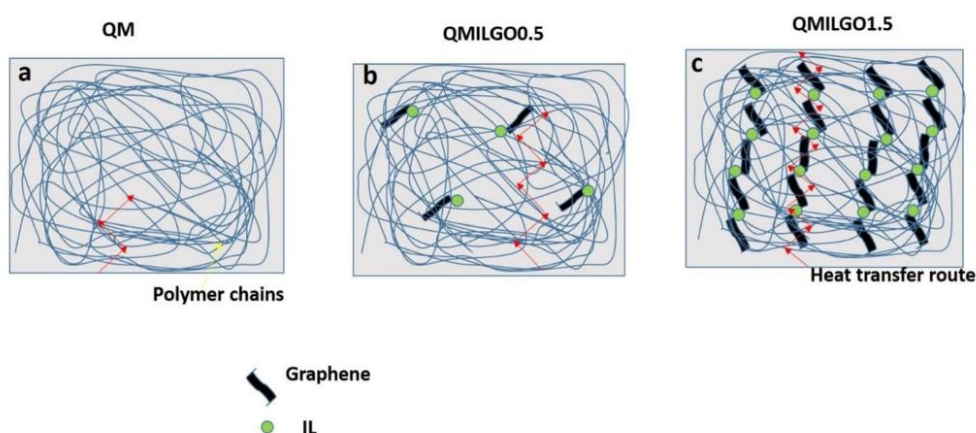 QM
QMILGO0.5
QMILGO1.5
a
b
c
Polymer chains
Heat transfer route
Graphene
IL